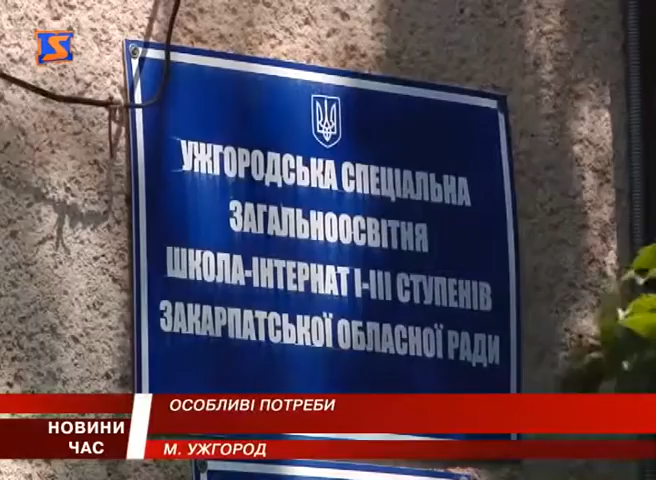 УЖГОРОДСЬКА СПЕЦІАЛЬНА
ЗАГАЛЬНООСВІТНЯ
ШКОЛА-ІНТЕРНАТ І-ІІІ СТУПЕНІВ
ЗАКАРПАТСЬКОЇ ОБЛАСНОЇ РАДИ
ОСОБЛИВІ ПОТРЕБИ
НОВИНИ
ЧАС
М. УЖГОРОД